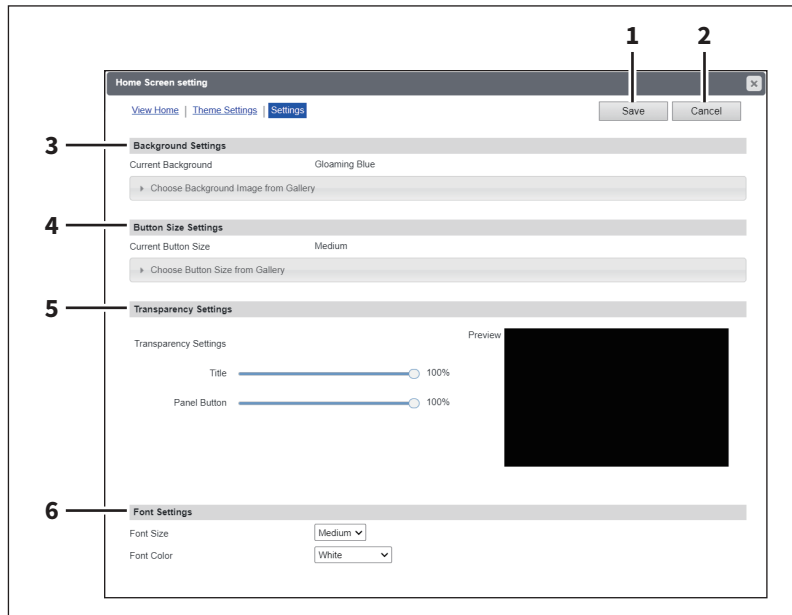 1 2
Home Screen setting
View Home | Theme Settings | Settings
Save Cancel
3 Background Settings
Current Background Gloaming Blue
Choose Background Image from Gallery
4 Button Size Settings
Current Button Size Medium
Choose Button Size from Gallery
5 Transparency Settings
Preview
Transparency Settings
Title 100%
Panel Button 100%
6 Font Settings
Font Size Medium
Font Color White